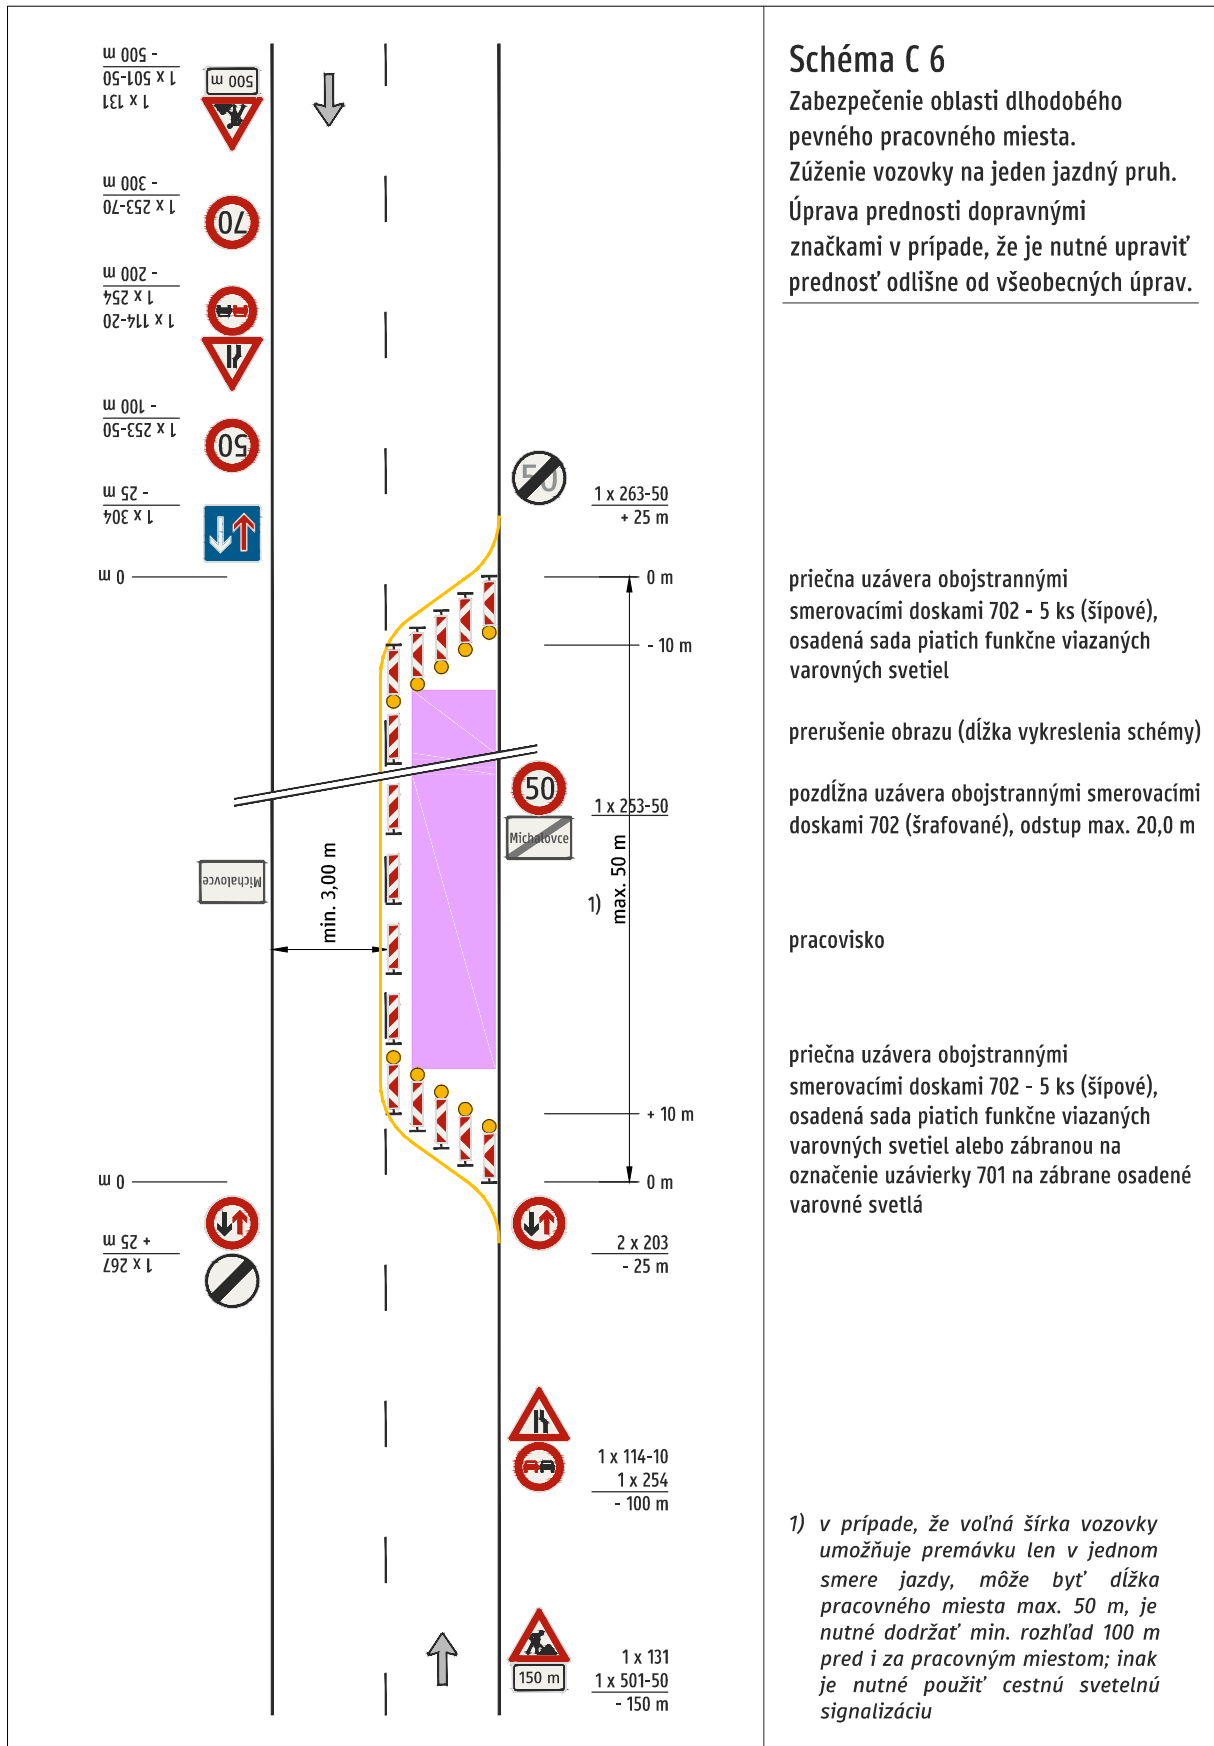 Schéma C 6
Zabezpečenie oblasti dlhodobého
pevného pracovného miesta.
Zúženie vozovky na jeden jazdný pruh.
Úprava prednosti dopravnými
značkami v prípade, že je nutné upraviť
prednosť odlišne od všeobecných úprav.
1 x 131
1 x 501-50
- 500 m
500 m
1 x 253-70
- 300 m
70
1 x 114-20
1 x 254
- 200 m
1 x 253-50
- 100 m
50
1 x 304
- 25 m
0 m
50
1 x 263-50
+ 25 m
0 m
- 10 m
priečna uzávera obojstrannými
smerovacími doskami 702 - 5 ks (šípové),
osadená sada piatich funkčne viazaných
varovných svetiel
prerušenie obrazu (dĺžka vykreslenia schémy)
50
1 x 253-50
Michalovce
pozdĺžna uzávera obojstrannými smerovacími
doskami 702 (šrafované), odstup max. 20,0 m
Michalovce
min. 3,00 m
1)
max. 50 m
pracovisko
+ 10 m
0 m
priečna uzávera obojstrannými
smerovacími doskami 702 - 5 ks (šípové),
osadená sada piatich funkčne viazaných
varovných svetiel alebo zábranou na
označenie uzávierky 701 na zábrane osadené
varovné svetlá
0 m
1 x 267
+ 25 m
2 x 203
- 25 m
1 x 114-10
1 x 254
- 100 m
1 x 131
1 x 501-50
- 150 m
150 m
1) v prípade, že voľná šírka vozovky
umožňuje premávku len v jednom
smere jazdy, môže byť dĺžka
pracovného miesta max. 50 m, je
nutné dodržať min. rozhľad 100 m
pred i za pracovným miestom; inak
je nutné použiť cestnú svetelnú
signalizáciu